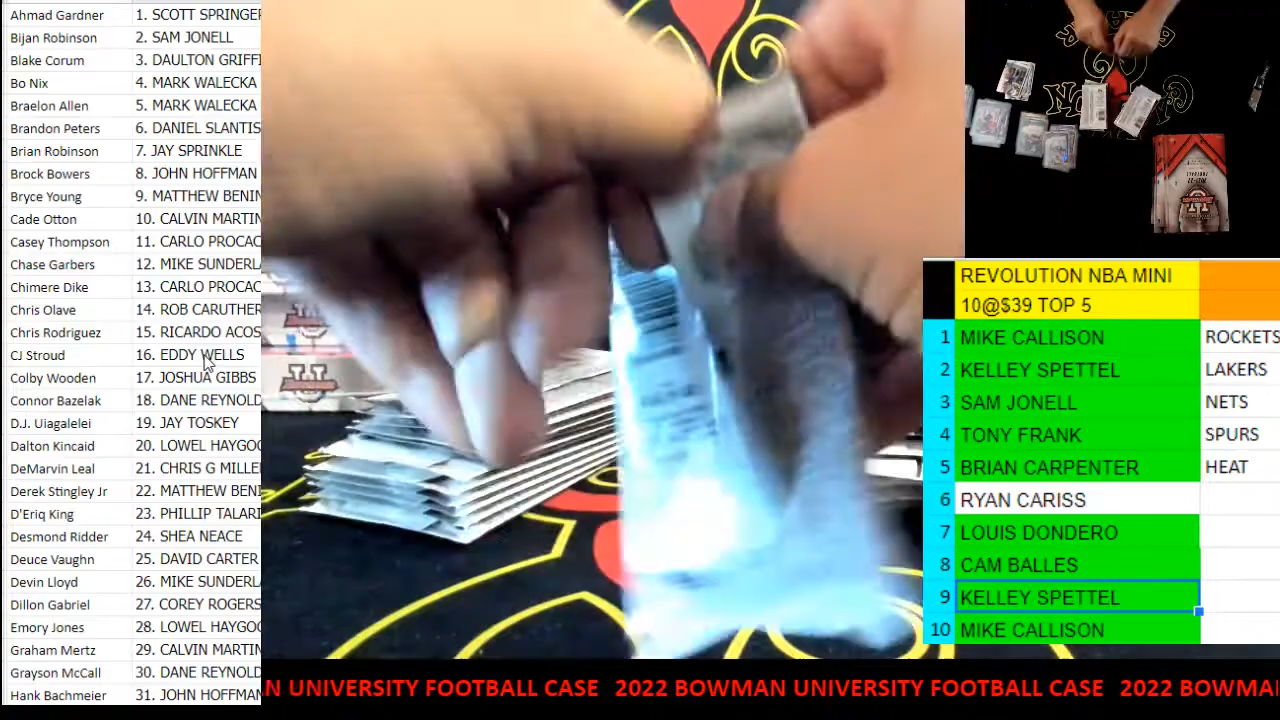 Ahmad Gardner 1. SCOTT SPRINGER
Bijan Robinson 2. SAM JONELL
Blake Corum 3. DAULTON GRIFFI
Bo Nix 4. MARK WALECKA
Braelon Allen 5. MARK WALECKA
Brandon Peters 6. DANIEL SLANTIS
Brian Robinson 7. JAY SPRINKLE
Brock Bowers 8. JOHN HOFFMAN
Bryce Young 9. MATTHEW BENIN
Cade Otton 10. CALVIN MARTIN
Casey Thompson 11. CARLO PROCAC
Chase Garbers 12. MIKE SUNDERLA
Chimere Dike 13. CARLO PROCAC
Chris Olave 14. ROB CARUTHER
Chris Rodriguez 15. RICARDO ACOS
CJ Stroud 16. EDDY WELLS
Colby Wooden 17. JOSHUA GIBBS
Connor Bazelak 18. DANE REYNOLD
D.J. Uiagalelei 19. JAY TOSKEY
Dalton Kincaid 20. LOWEL HAYGOO
DeMarvin Leal 21. CHRIS G MILLE
Derek Stingley Jr 22. MATTHEW BENI
D'Eriq King 23. PHILLIP TALARI
Desmond Ridder 24. SHEA NEACE
Deuce Vaughn 25. DAVID CARTER
Devin Lloyd 26. MIKE SUNDERLA
Dillon Gabriel 27. COREY ROGERS
Emory Jones 28. LOWEL HAYGOO
Graham Mertz 29. CALVIN MARTIN
Grayson McCall 30. DANE REYNOLD
Hank Bachmeier 31. JOHN HOFFMAN
REVOLUTION NBA MINI
10@$39 TOP 5
1 MIKE CALLISON ROCKETS
2 KELLEY SPETTEL LAKERS
3 SAM JONELL NETS
4 TONY FRANK SPURS
5 BRIAN CARPENTER HEAT
6 RYAN CARISS
7 LOUIS DONDERO
8 CAM BALLES
9 KELLEY SPETTEL
10 MIKE CALLISON
N UNIVERSITY FOOTBALL CASE 2022 BOWMAN UNIVERSITY FOOTBALL CASE 2022 BOWMA